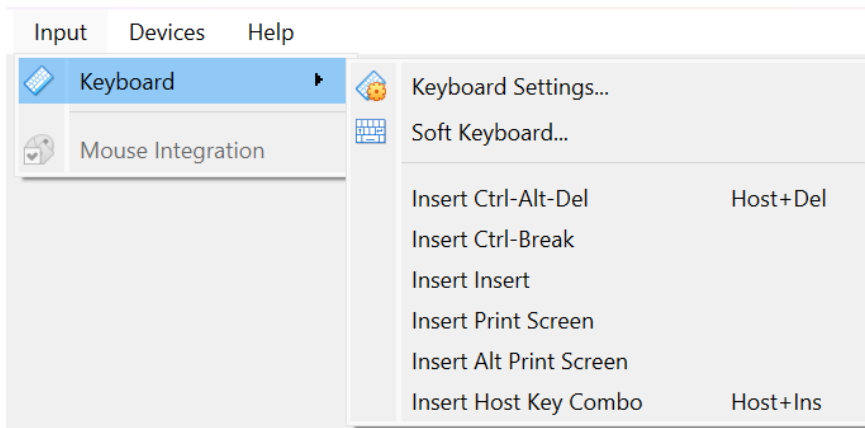 Input Devices Help
Keyboard
Mouse Integration
Keyboard Settings...
Soft Keyboard...
Insert Ctrl-Alt-Del Host+Del
Insert Ctrl-Break
Insert Insert
Insert Print Screen
Insert Alt Print Screen
Insert Host Key Combo Host+Ins